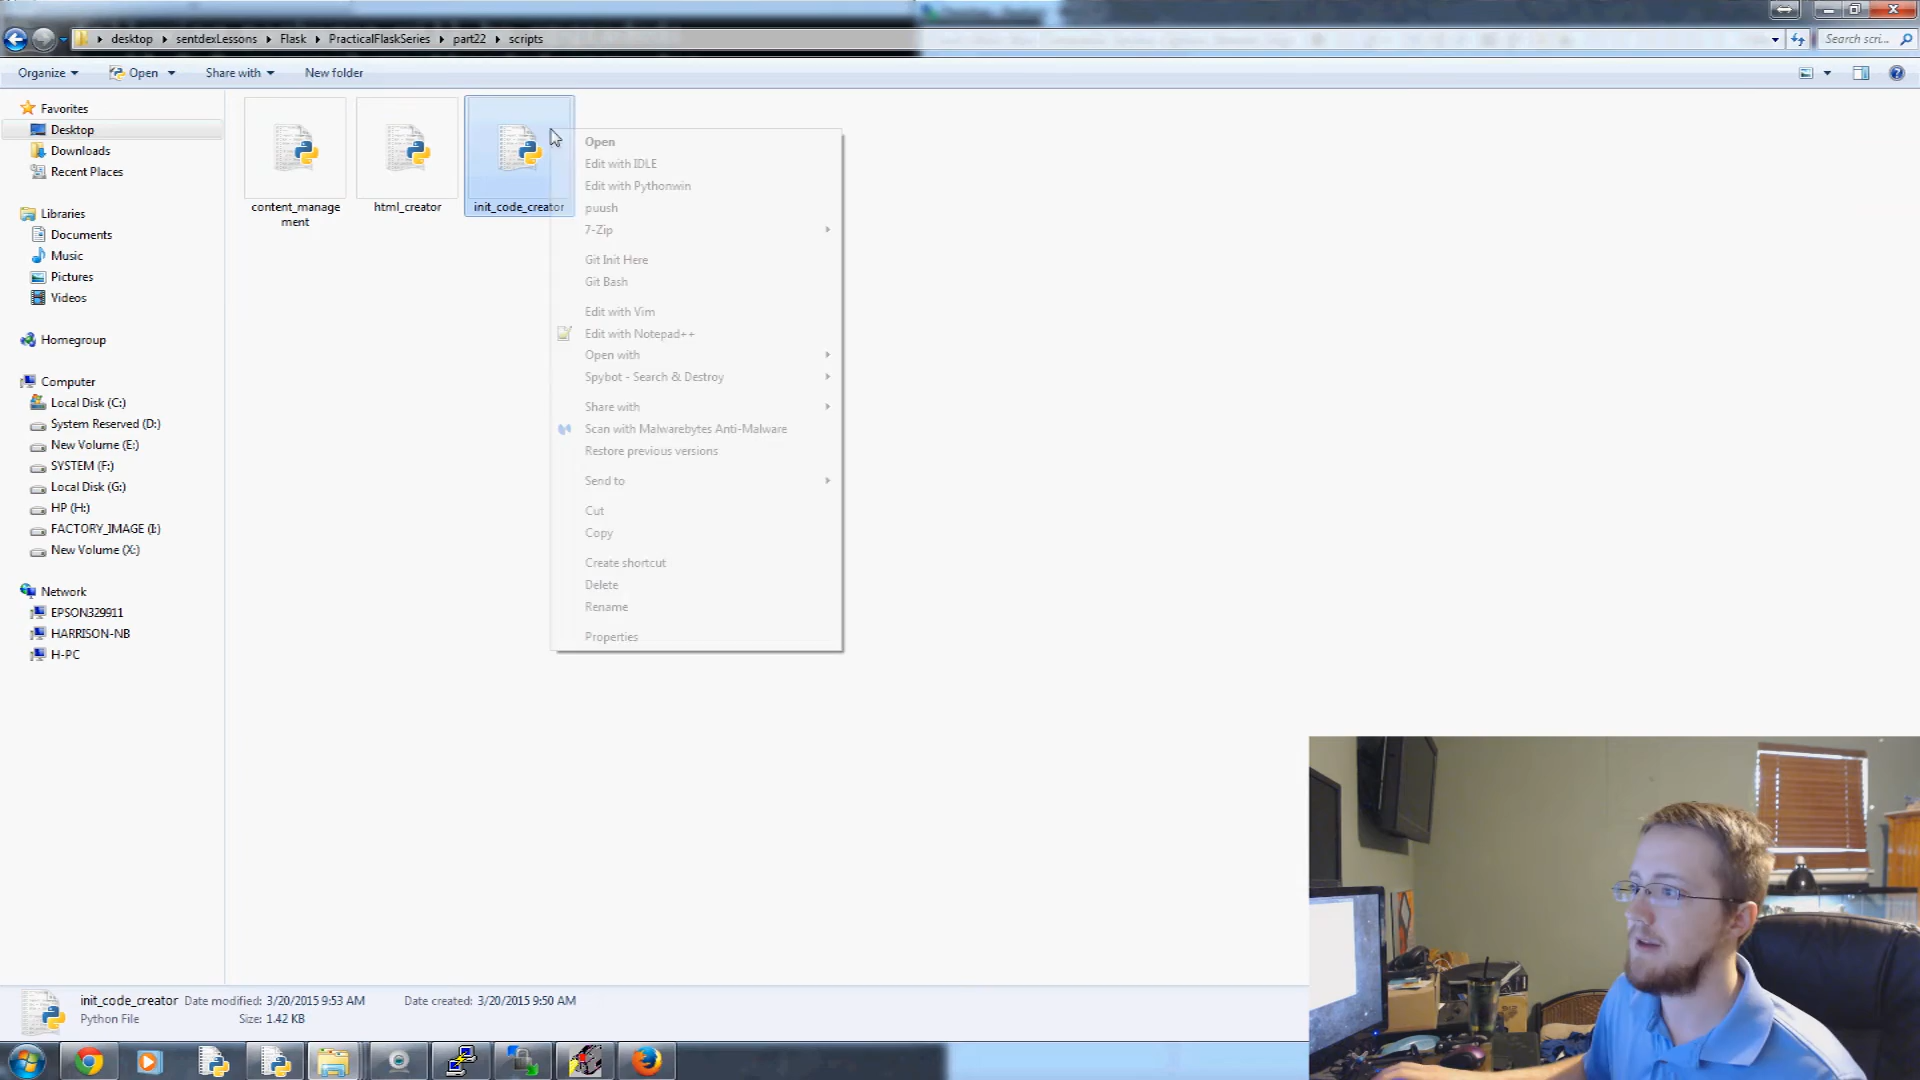 desktop
sentdexLessons
Flask
PracticalFlaskSeries
part22
scripts
Search scri...
Organize
Open
Share with
New folder
Favorites
Desktop
Downloads
Recent Places
Libraries
Documents
Music
Pictures
Videos
Homegroup
Computer
Local Disk (C:)
System Reserved (D:)
New Volume (E:)
SYSTEM (F:)
Local Disk (G:)
HP (H:)
FACTORY_IMAGE (I:)
New Volume (X:)
Network
EPSON329911
HARRISON-NB
H-PC
content_manage
ment
html_creator
init_code_creator
Open
Edit with IDLE
Edit with Pythonwin
puush
7-Zip
Git Init Here
Git Bash
Edit with Vim
Edit with Notepad++
Open with
Spybot - Search & Destroy
Share with
Scan with Malwarebytes Anti-Malware
Restore previous versions
Send to
Cut
Copy
Create shortcut
Delete
Rename
Properties
init_code_creator Date modified: 3/20/2015 9:53 AM Date created: 3/20/2015 9:50 AM
Python File Size: 1.42 KB